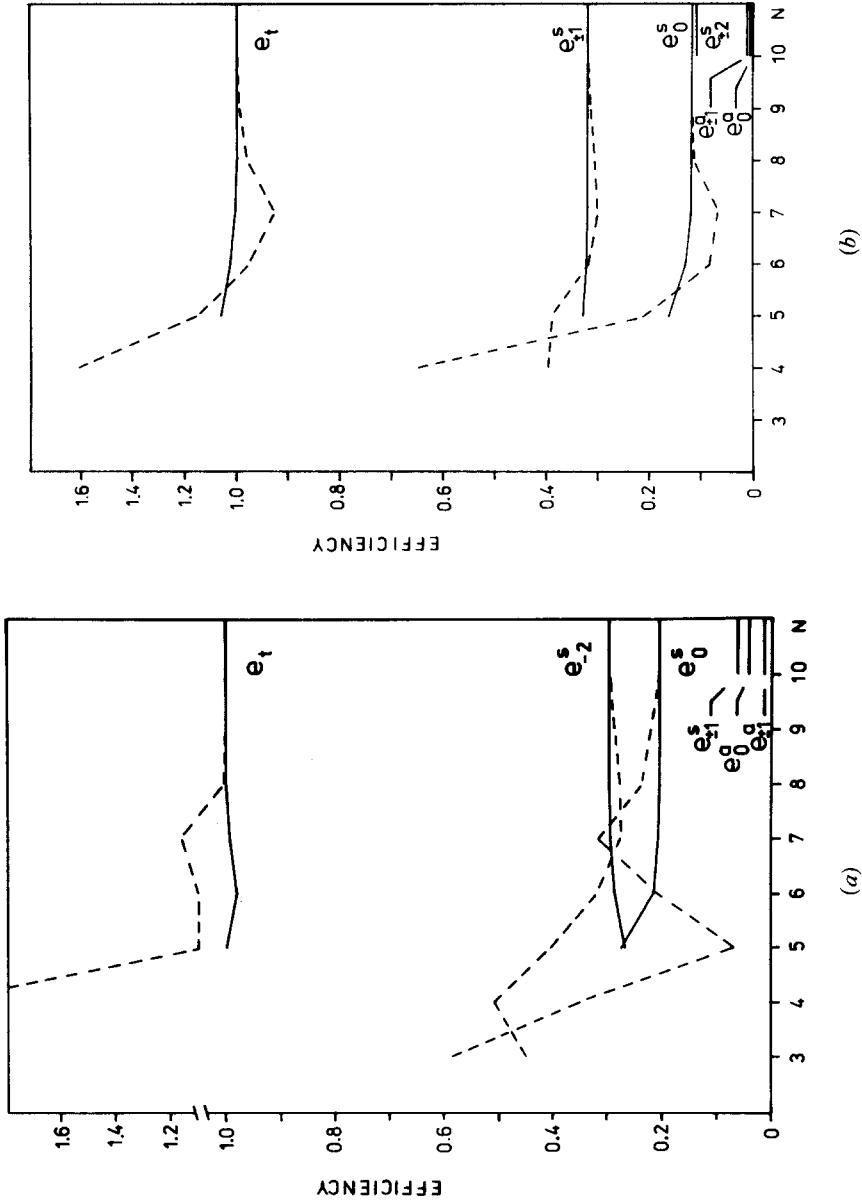 EFFICIENCY
1.6
1.4
1.2
1.0
0.8
0.6
0.4
0.2
0
3
4
5
6
7
8
9
10
N
e_t
e^s_-2
e^s_0
e^s_±1
e^a_0
e^a_±1
(a)
EFFICIENCY
1.6
1.4
1.2
1.0
0.8
0.6
0.4
0.2
0
3
4
5
6
7
8
9
10
N
e_t
e^s_±1
e^s_0
e^s_±2
e^a_±1
e^a_0
(b)